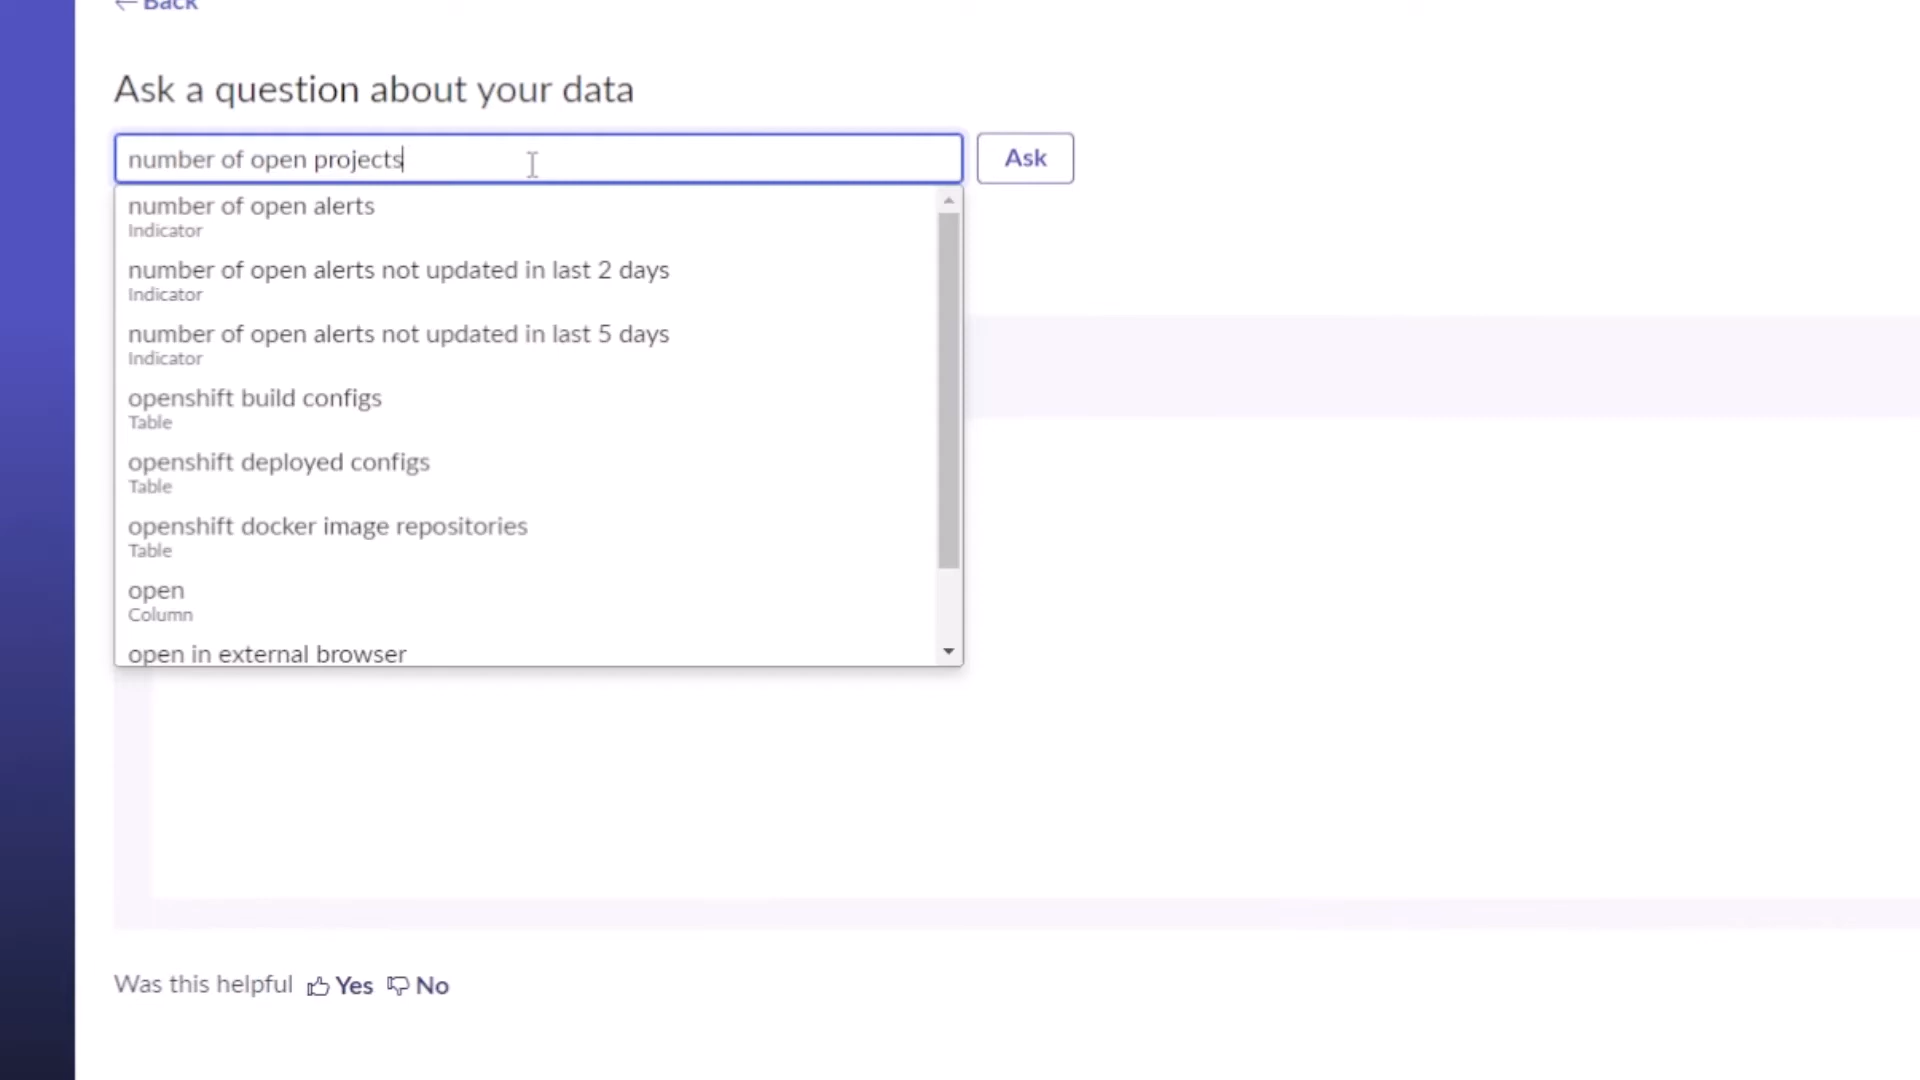 ← Back
Ask a question about your data
number of open projects
Ask
number of open alerts
Indicator
number of open alerts not updated in last 2 days
Indicator
number of open alerts not updated in last 5 days
Indicator
openshift build configs
Table
openshift deployed configs
Table
openshift docker image repositories
Table
open
Column
open in external browser
Was this helpful Yes No